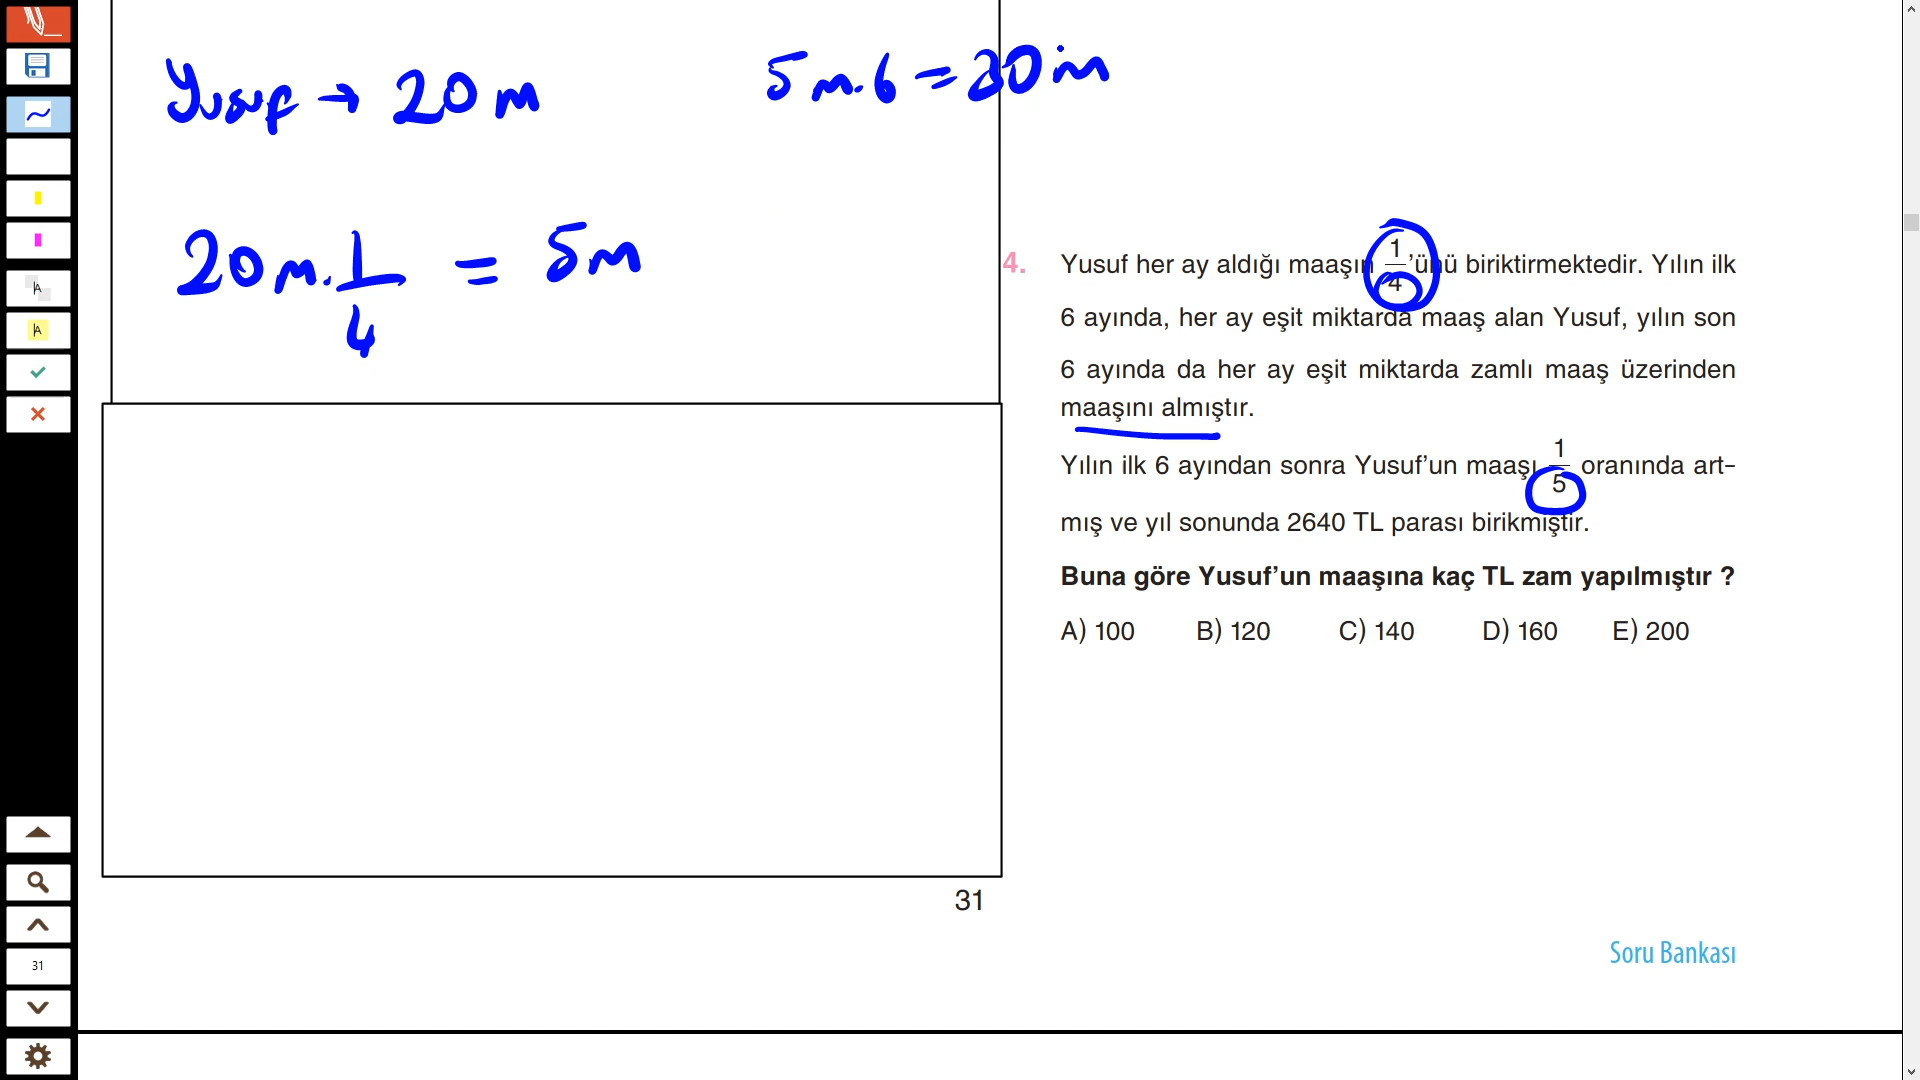 Yusuf → 20 m
5 m . 6 = 30 m
20 m . 1/4 = 5m
4. Yusuf her ay aldığı maaşın 1/4 'ünü biriktirmektedir. Yılın ilk
6 ayında, her ay eşit miktarda maaş alan Yusuf, yılın son
6 ayında da her ay eşit miktarda zamlı maaş üzerinden
maaşını almıştır.
Yılın ilk 6 ayından sonra Yusuf'un maaşı 1/5 oranında art-
mış ve yıl sonunda 2640 TL parası birikmiştir.
Buna göre Yusuf'un maaşına kaç TL zam yapılmıştır ?
A) 100 B) 120 C) 140 D) 160 E) 200
31
Soru Bankası
31